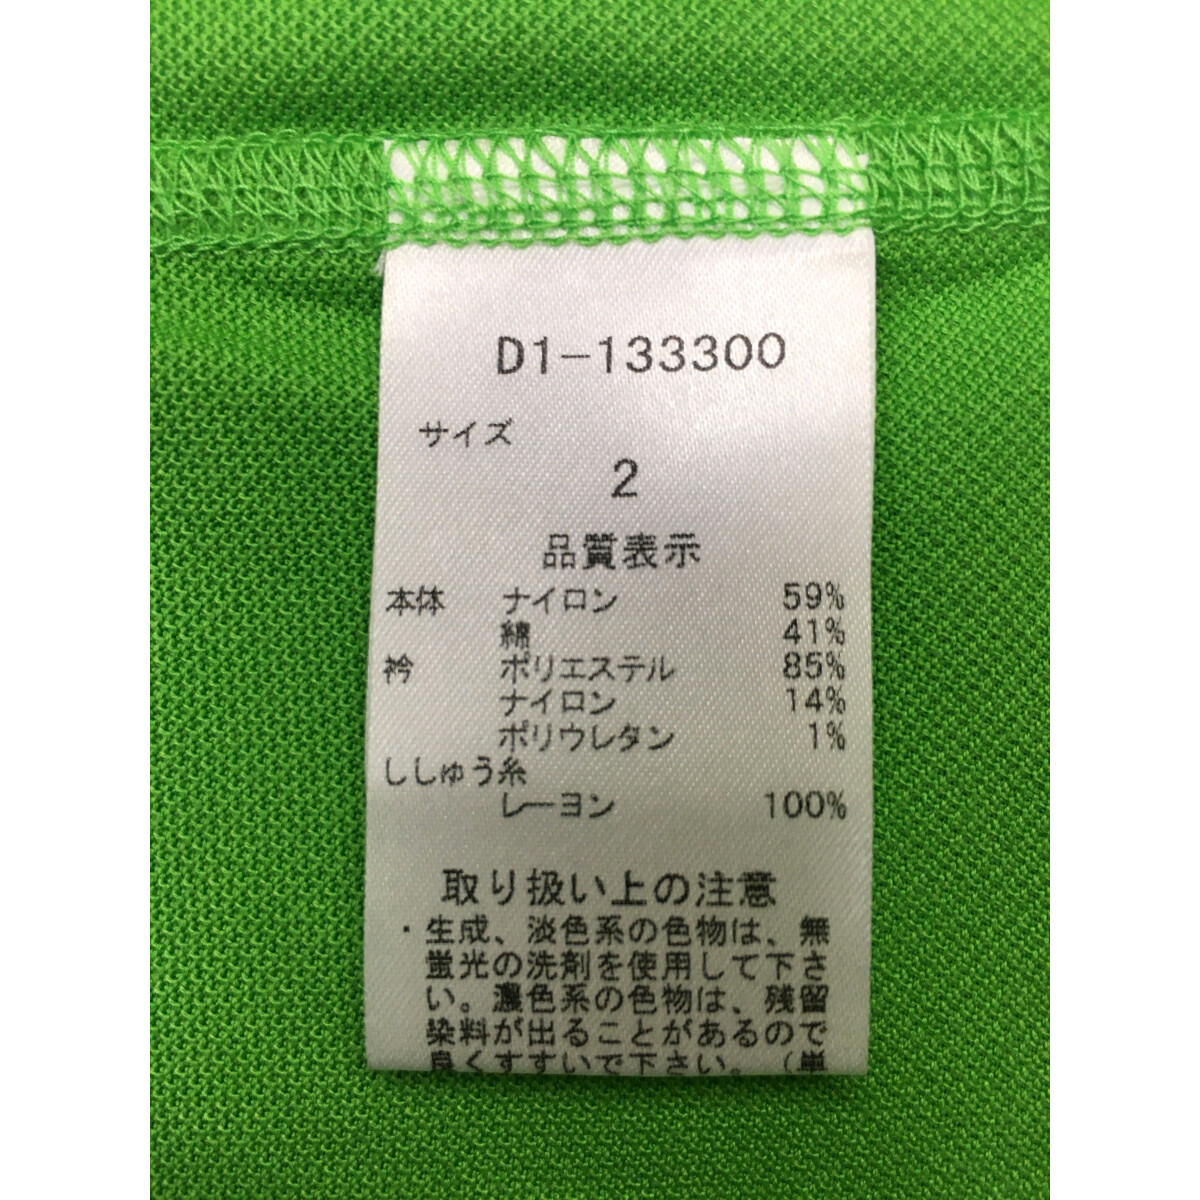 D1-133300
サイズ
2
品質表示
本体 ナイロン 59%
綿 41%
衿 ポリエステル 85%
ナイロン 14%
ポリウレタン 1%
ししゅう糸
レーヨン 100%
取り扱い上の注意
・生成、淡色系の色物は、無
蛍光の洗剤を使用して下さ
い。濃色系の色物は、残留
染料が出ることがあるので
良くすすいで下さい。（単